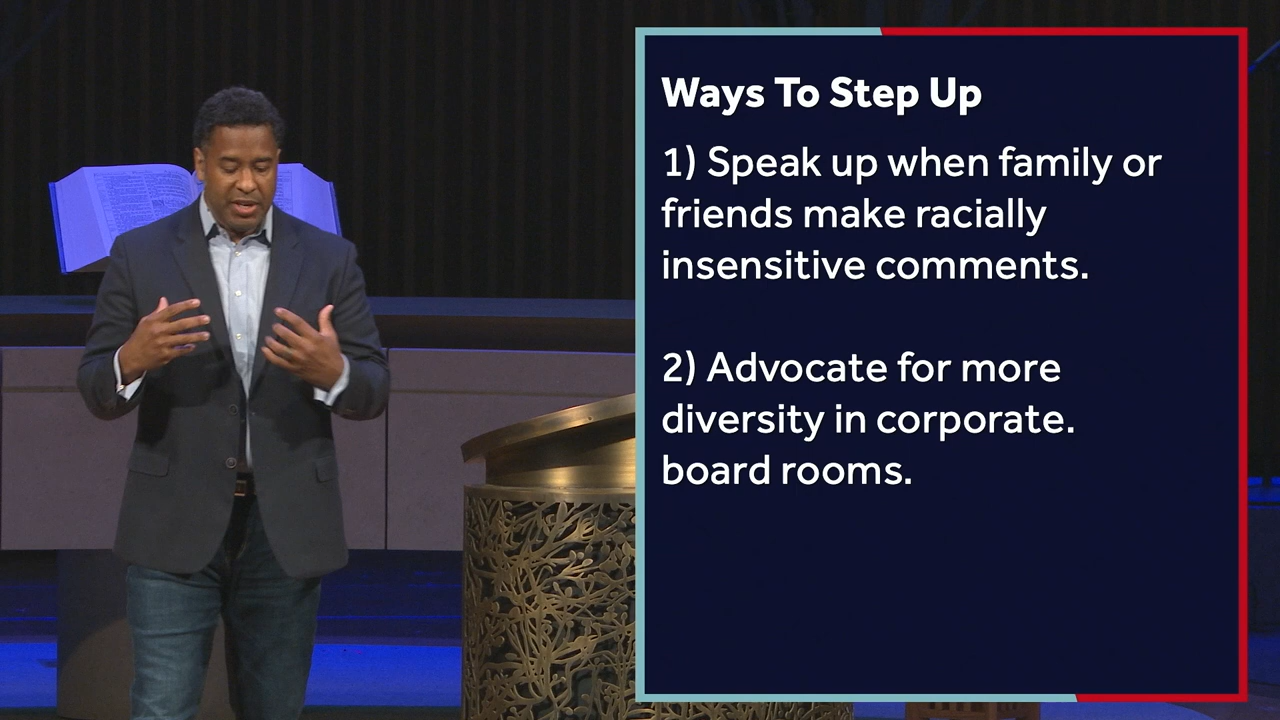 Ways To Step Up
1) Speak up when family or
friends make racially
insensitive comments.
2) Advocate for more
diversity in corporate.
board rooms.